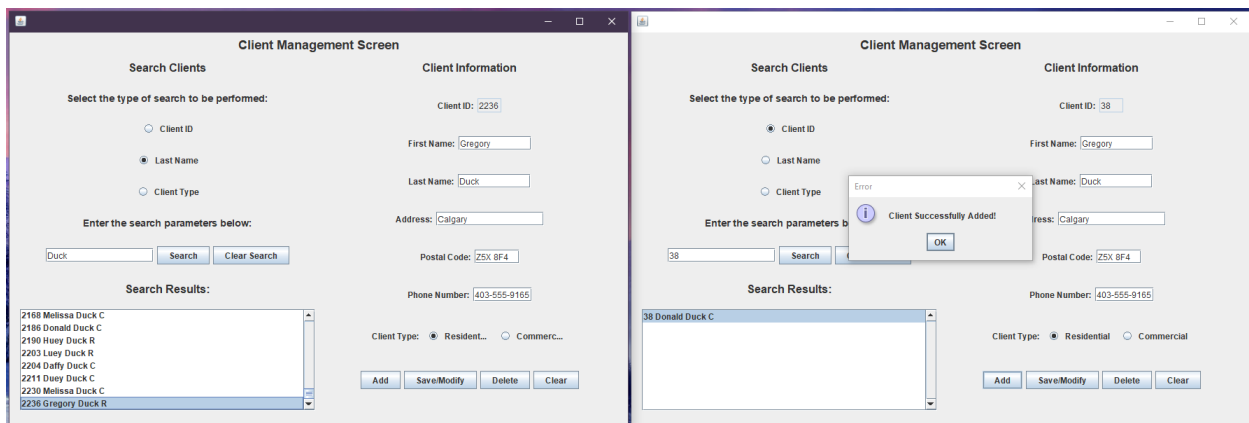 Client Management Screen
Search Clients
Client Information
Select the type of search to be performed:
Client ID: 2236
Client ID
First Name: Gregory
Last Name
Last Name: Duck
Client Type
Enter the search parameters below:
Address: Calgary
Duck
Search
Clear Search
Postal Code: Z5X 8F4
Search Results:
Phone Number: 403-555-9165
2168 Melissa Duck C
2186 Donald Duck C
2190 Huey Duck R
2203 Luey Duck R
2204 Daffy Duck C
2211 Duey Duck C
2230 Melissa Duck C
2236 Gregory Duck R
Client Type: Resident... Commerc...
Add Save/Modify Delete Clear
Client Management Screen
Search Clients
Client Information
Select the type of search to be performed:
Client ID: 38
Client ID
First Name: Gregory
Last Name
Last Name: Duck
Client Type
Error
Client Successfully Added!
OK
Enter the search parameters b
ress: Calgary
38
Search
Postal Code: Z5X 8F4
Search Results:
Phone Number: 403-555-9165
38 Donald Duck C
Client Type: Residential Commercial
Add Save/Modify Delete Clear